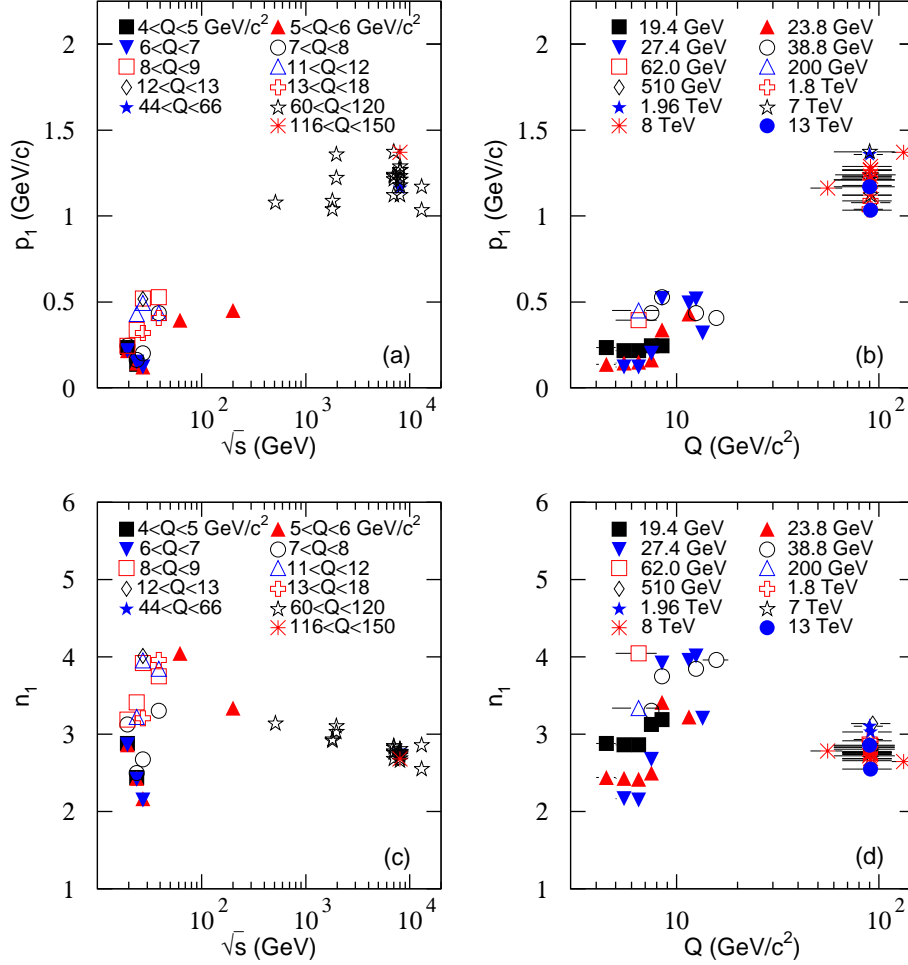 p₁ (GeV/c)
2
1.5
1
0.5
0
4<Q<5 GeV/c² 5<Q<6 GeV/c²
6<Q<7 7<Q<8
8<Q<9 11<Q<12
12<Q<13 13<Q<18
44<Q<66 60<Q<120
116<Q<150
(a)
10² 10³ 10⁴
√s (GeV)
p₁ (GeV/c)
2
1.5
1
0.5
0
19.4 GeV 23.8 GeV
27.4 GeV 38.8 GeV
62.0 GeV 200 GeV
510 GeV 1.8 TeV
1.96 TeV 7 TeV
8 TeV 13 TeV
(b)
10 10²
Q (GeV/c²)
n₁
6
5
4
3
2
1
4<Q<5 GeV/c² 5<Q<6 GeV/c²
6<Q<7 7<Q<8
8<Q<9 11<Q<12
12<Q<13 13<Q<18
44<Q<66 60<Q<120
116<Q<150
(c)
10² 10³ 10⁴
√s (GeV)
n₁
6
5
4
3
2
1
19.4 GeV 23.8 GeV
27.4 GeV 38.8 GeV
62.0 GeV 200 GeV
510 GeV 1.8 TeV
1.96 TeV 7 TeV
8 TeV 13 TeV
(d)
10 10²
Q (GeV/c²)